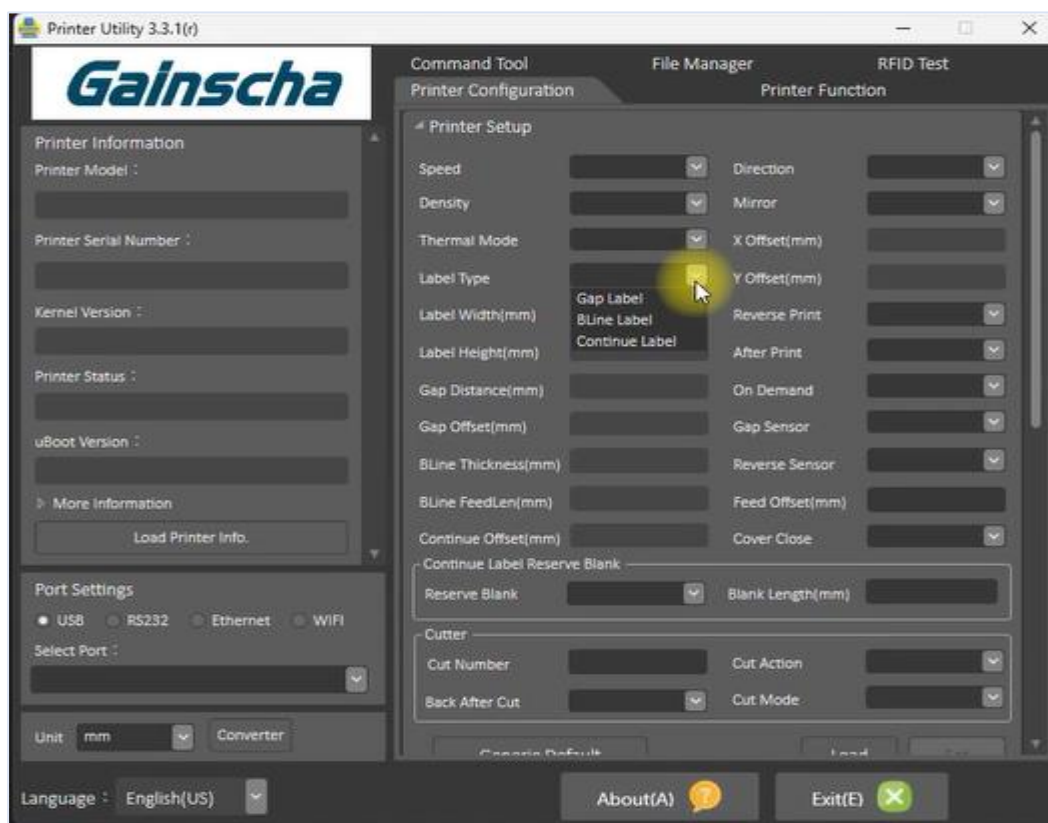 Printer Utility 3.3.1(r)
Gainscha
Command Tool
File Manager
RFID Test
Printer Configuration
Printer Function
Printer Information
Printer Model :
Printer Serial Number :
Kernel Version :
Printer Status :
uBoot Version :
More Information
Load Printer Info.
Port Settings
USB RS232 Ethernet WIFI
Select Port :
Unit mm Converter
Printer Setup
Speed
Direction
Density
Mirror
Thermal Mode
X Offset(mm)
Label Type
Y Offset(mm)
Gap Label
BLine Label
Continue Label
Label Width(mm)
Reverse Print
Label Height(mm)
After Print
Gap Distance(mm)
On Demand
Gap Offset(mm)
Gap Sensor
BLine Thickness(mm)
Reverse Sensor
BLine FeedLen(mm)
Feed Offset(mm)
Continue Offset(mm)
Cover Close
Continue Label Reserve Blank
Reserve Blank
Blank Length(mm)
Cutter
Cut Number
Cut Action
Back After Cut
Cut Mode
Generic Default
Load
Language : English(US)
About(A)
Exit(E)